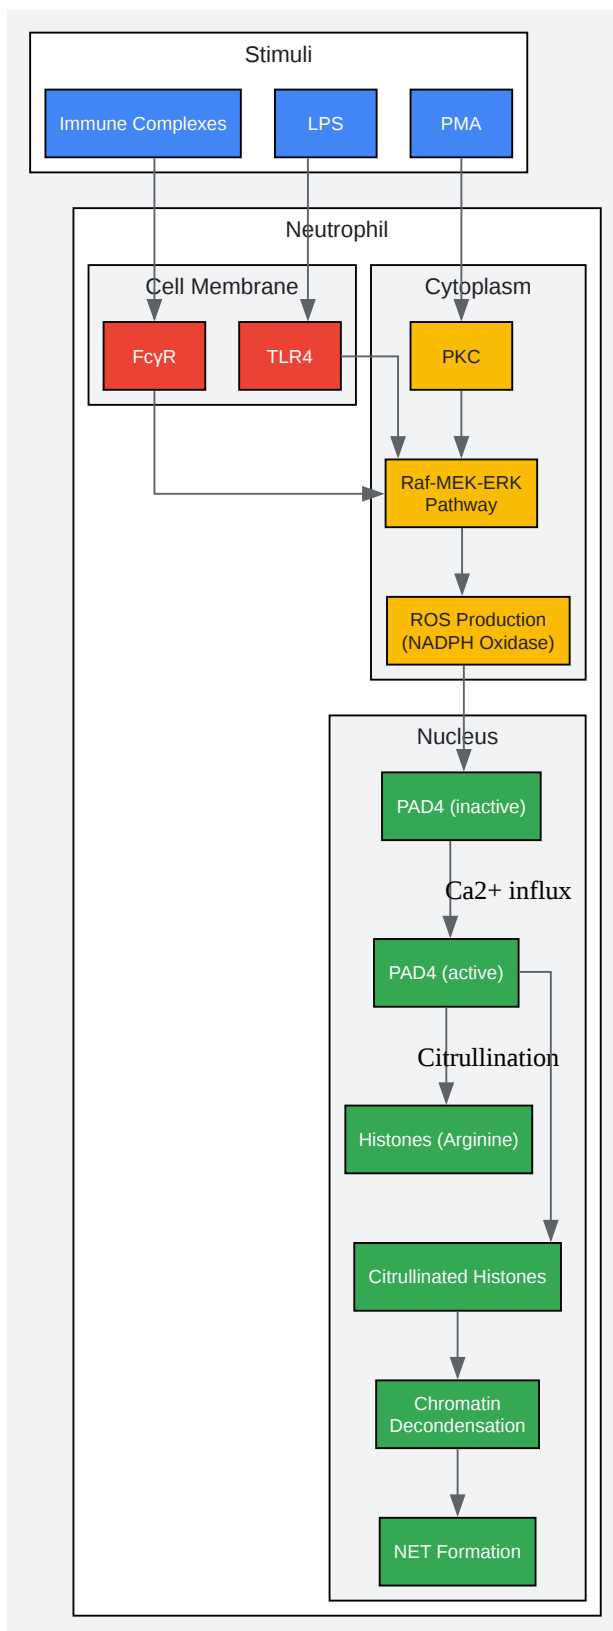 Stimuli
Immune Complexes
LPS
PMA
Neutrophil
Cell Membrane
Cytoplasm
FcγR
TLR4
PKC
Raf-MEK-ERK
Pathway
ROS Production
(NADPH Oxidase)
Nucleus
PAD4 (inactive)
Ca2+ influx
PAD4 (active)
Citrullination
Histones (Arginine)
Citrullinated Histones
Chromatin
Decondensation
NET Formation